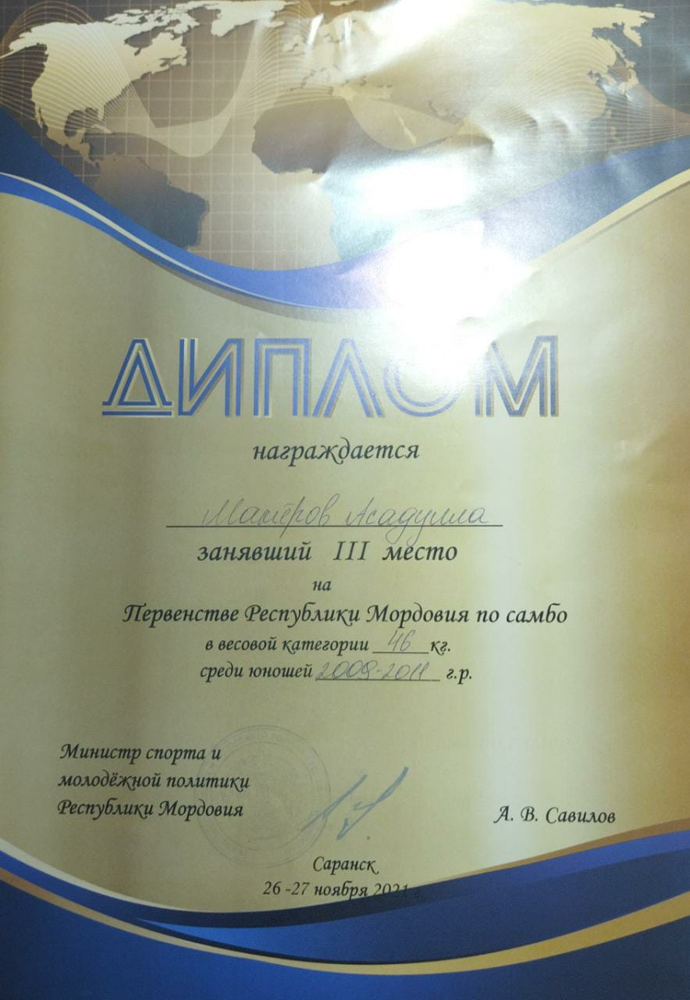 ДИПЛОМ
награждается
Асадулла
занявший III место
на
Первенстве Республики Мордовия по самбо
в весовой категории 46 кг.
среди юношей 2009-2011 г.р.
Министр спорта и
молодёжной политики
Республики Мордовия
А. В. Савилов
Саранск
26 -27 ноября 2021 г.